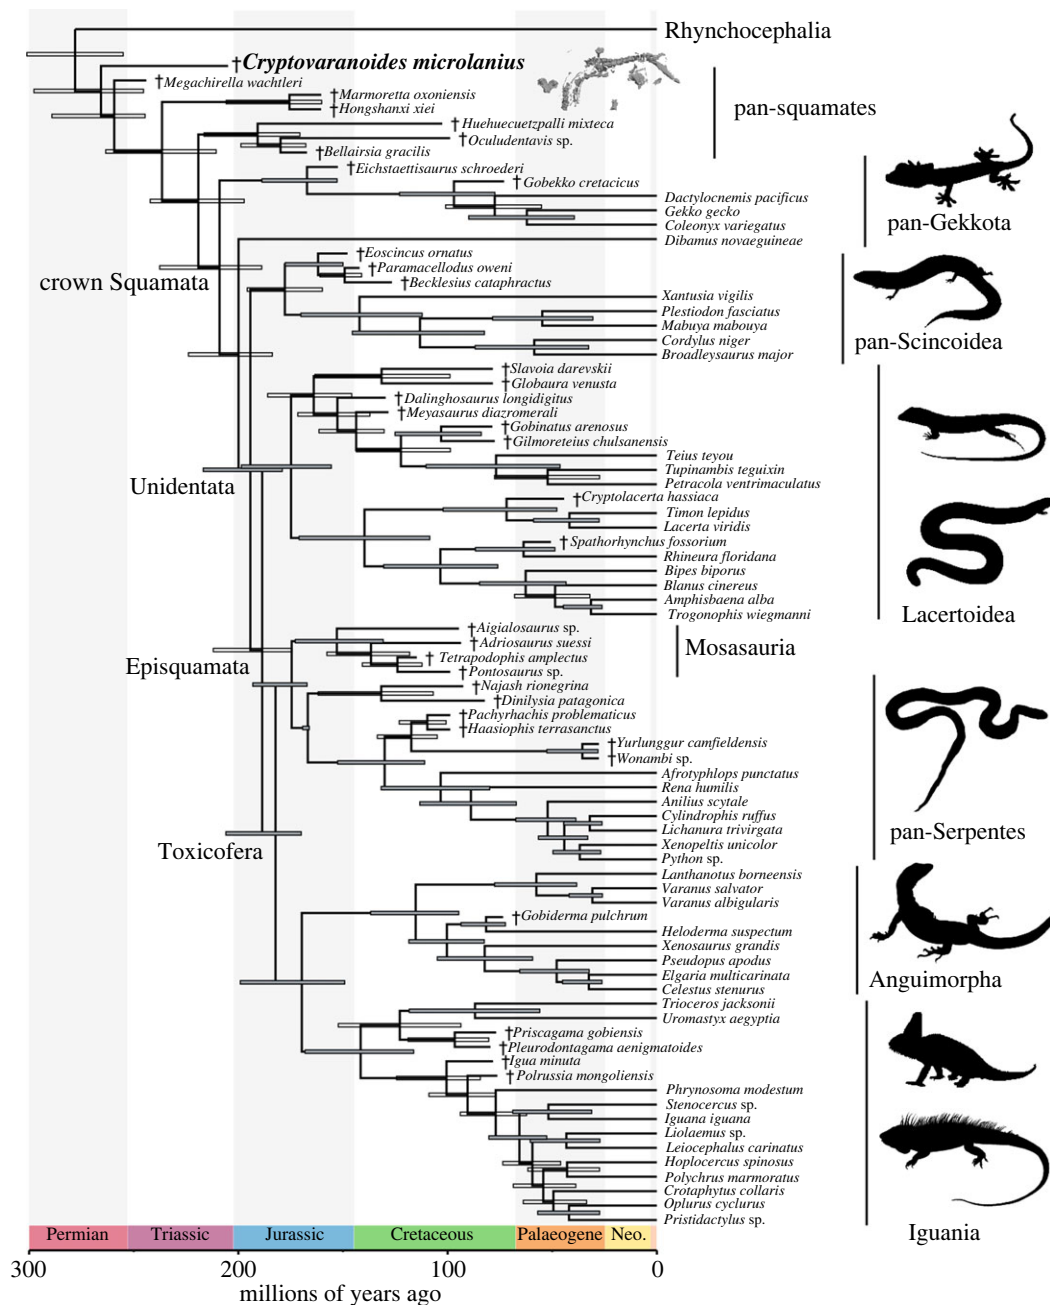 Rhynchocephalia
†Cryptovaranoides microlanius
†Megachirella wachtleri
†Marmoretta oxoniensis
†Hongshanxi xiei
pan-squamates
†Huehuecuetzpalli mixteca
†Oculudentavis sp.
†Bellairsia gracilis
†Eichstaettisaurus schroederi
†Gobekko cretacicus
Dactylocnemis pacificus
Gekko gecko
Coleonyx variegatus
pan-Gekkota
Dibamus novaeguineae
†Eoscincus ornatus
†Paramacellodus oweni
crown Squamata
†Becklesius cataphractus
Xantusia vigilis
Plestiodon fasciatus
Mabuya mabouya
Cordylus niger
pan-Scincoidea
Broadleysaurus major
†Slavoia darevskii
†Globaura venusta
†Dalinghosaurus longidigitus
†Meyasaurus diazromerali
†Gobinatus arenosus
†Gilmoreteius chulsanensis
Teius teyou
Tupinambis teguixin
Unidentata
Petracola ventrimaculatus
†Cryptolacerta hassiaca
Timon lepidus
Lacerta viridis
†Spathorhynchus fossorium
Rhineura floridana
Bipes biporus
Blanus cinereus
Amphisbaena alba
Trogonophis wiegmanni
Lacertoidea
†Aigialosaurus sp.
†Adriosaurus suessi
Mosasauria
†Tetrapodophis amplectus
Episquamata
†Pontosaurus sp.
†Najash rionegrina
†Dinilysia patagonica
†Pachyrhachis problematicus
†Haasiophis terrasanctus
†Yurlunggur camfieldensis
†Wonambi sp.
Afrotyphlops punctatus
Rena humilis
Anilius scytale
Cylindrophis ruffus
Lichanura trivirgata
pan-Serpentes
Xenopeltis unicolor
Toxicofera
Python sp.
Lanthanotus borneensis
Varanus salvator
Varanus albigularis
†Gobiderma pulchrum
Heloderma suspectum
Xenosaurus grandis
Pseudopus apodus
Elgaria multicarinata
Anguimorpha
Celestus stenurus
Trioceros jacksonii
Uromastyx aegyptia
†Priscagama gobiensis
†Pleurodontagama aenigmatoides
†Igua minuta
†Polrussia mongoliensis
Phrynosoma modestum
Stenocercus sp.
Iguana iguana
Liolaemus sp.
Leiocephalus carinatus
Hoplocercus spinosus
Polychrus marmoratus
Crotaphytus collaris
Oplurus cyclurus
Pristidactylus sp.
Iguania
Permian Triassic Jurassic Cretaceous Palaeogene Neo.
300 200 100 0
millions of years ago